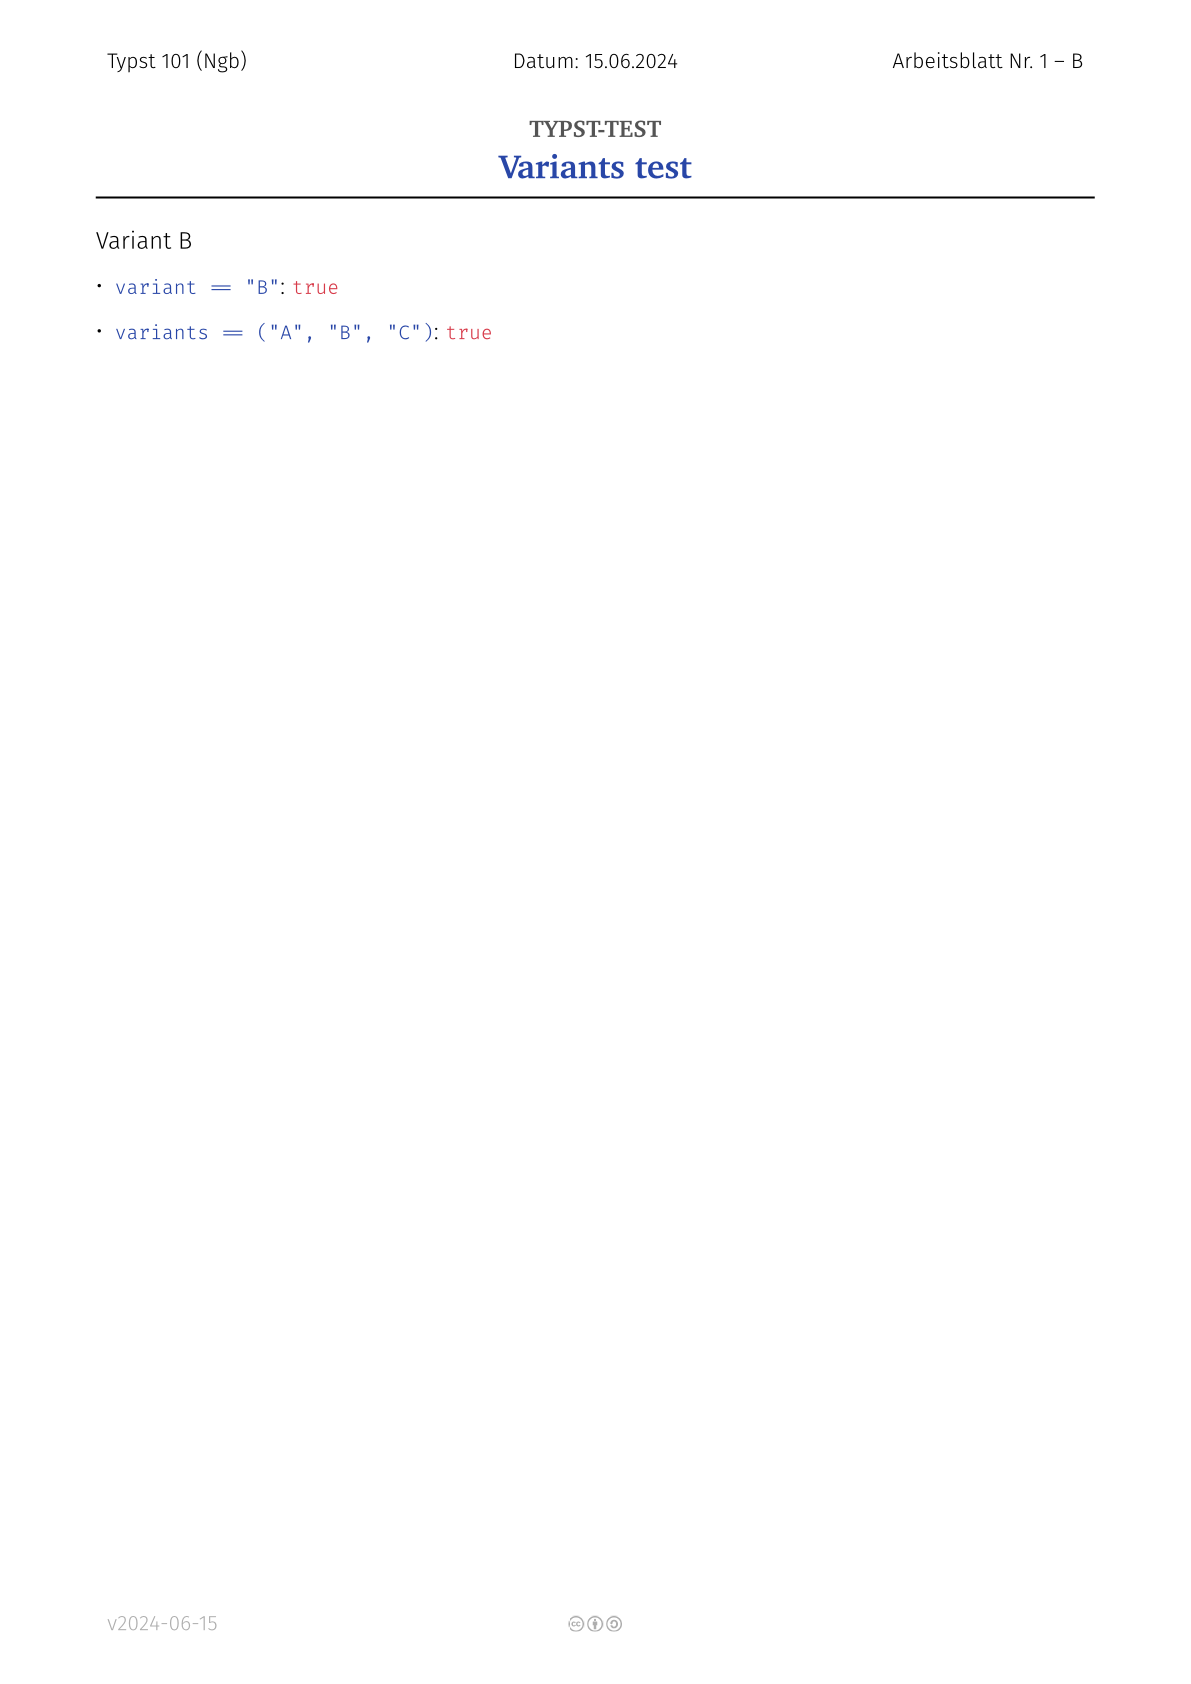 Typst 101 (Ngb) Datum: 15.06.2024 Arbeitsblatt Nr. 1 – B
TYPST-TEST
Variants test
Variant B
• variant == "B": true
• variants == ("A", "B", "C"): true
v2024-06-15